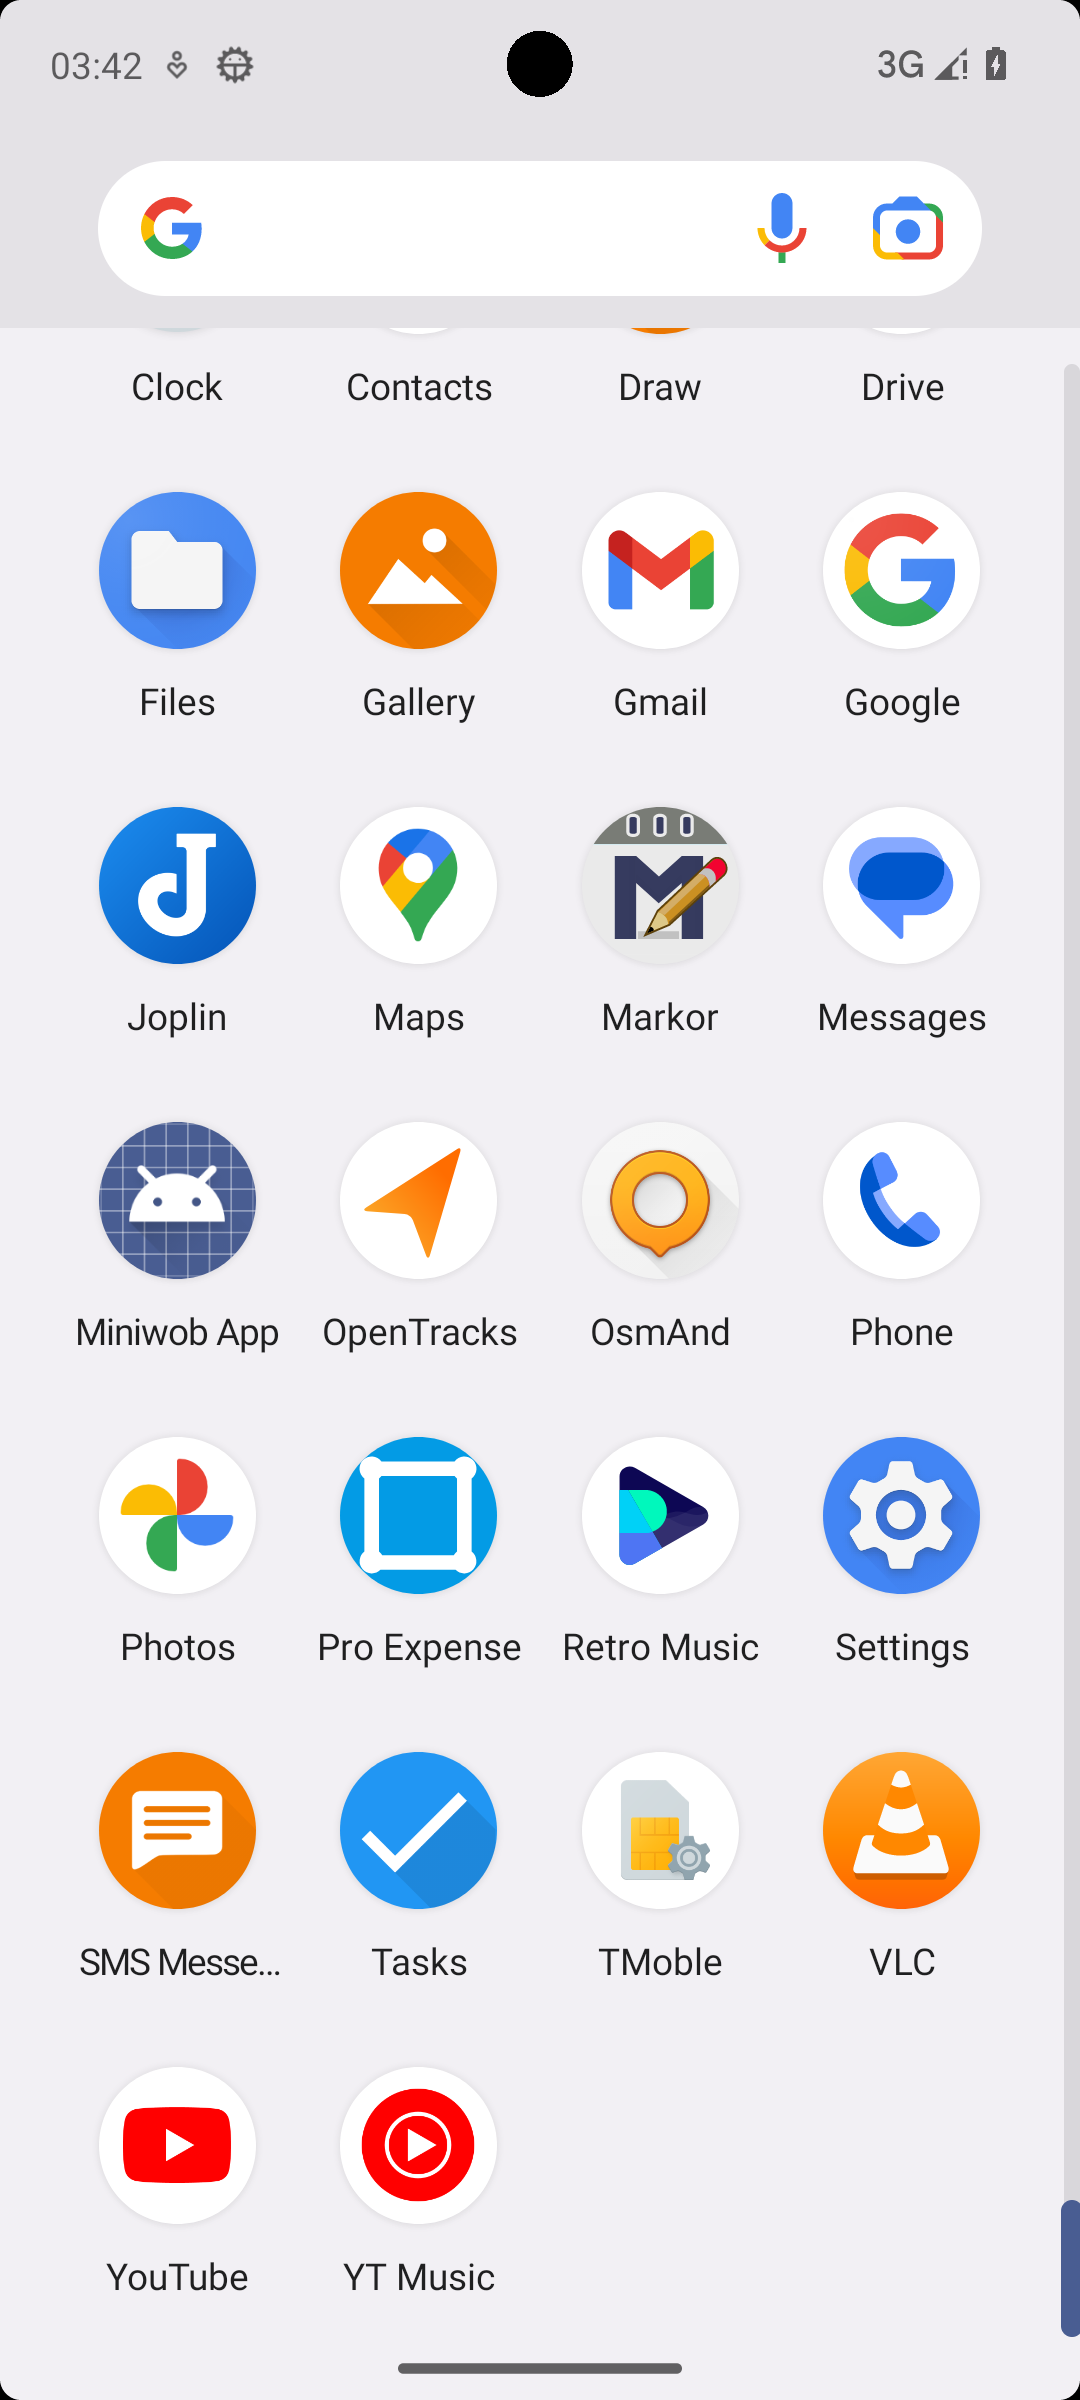 03:42
3G
Clock Contacts Draw Drive
Files Gallery Gmail Google
Joplin Maps Markor Messages
Miniwob App OpenTracks OsmAnd Phone
Photos Pro Expense Retro Music Settings
SMS Messe... Tasks TMoble VLC
YouTube YT Music